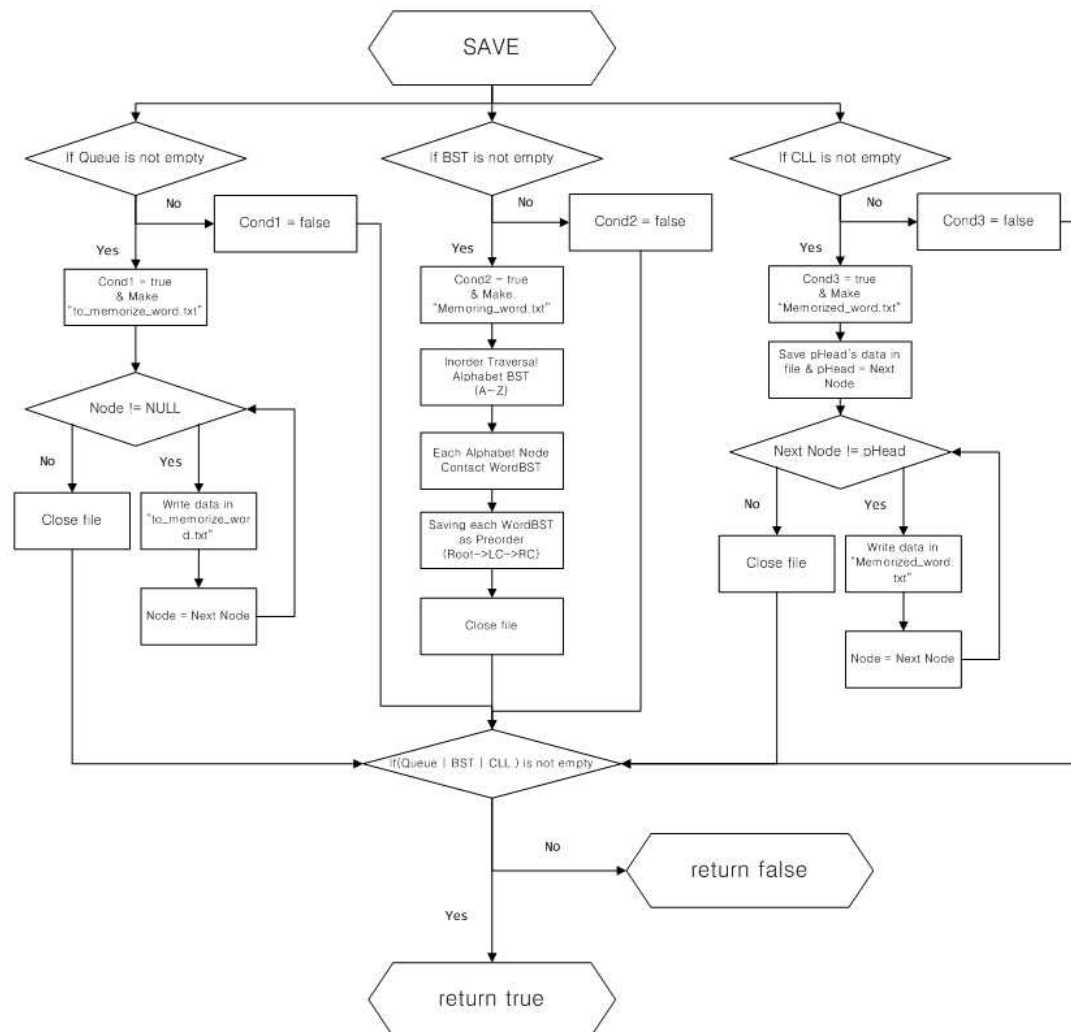 SAVE
If Queue is not empty
If BST is not empty
If CLL is not empty
No
Cond1 = false
No
Cond2 = false
No
Cond3 = false
Yes
Yes
Yes
Cond1 = true
& Make
"to_memorize_word.txt"
Cond2 = true
& Make
"Memoring_word.txt"
Cond3 = true
& Make
"Memorized_word.txt"
Inorder Traversal
Alphabet BST
(A~Z)
Save pHead's data in
file & pHead = Next
Node
Node != NULL
Each Alphabet Node
Contact WordBST
Next Node != pHead
No
Yes
Close file
Write data in
"to_memorize_wor
d.txt"
Saving each WordBST
as Preorder
(Root->LC->RC)
No
Yes
Close file
Write data in
"Memorized_word.
txt"
Node = Next Node
Close file
Node = Next Node
If(Queue | BST | CLL ) is not empty
No
return false
Yes
return true